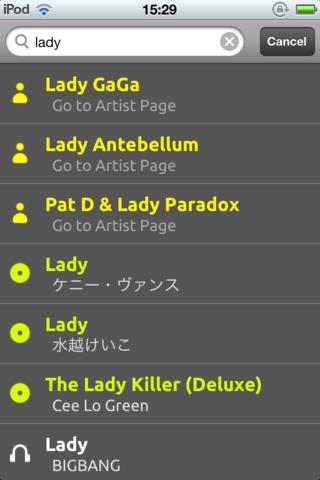 iPod 15:29
lady Cancel
Lady GaGa
Go to Artist Page
Lady Antebellum
Go to Artist Page
Pat D & Lady Paradox
Go to Artist Page
Lady
ケニー・ヴァンス
Lady
水越けいこ
The Lady Killer (Deluxe)
Cee Lo Green
Lady
BIGBANG